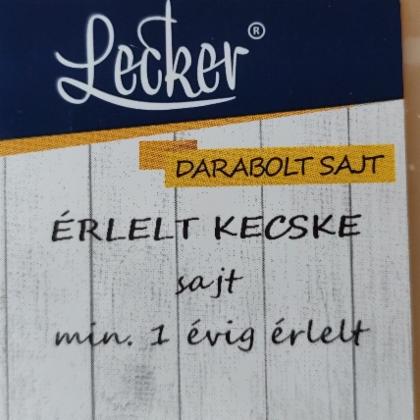 Lecker®
DARABOLT SAJT
ÉRLELT KECSKE
sajt
min. 1 évig érlelt